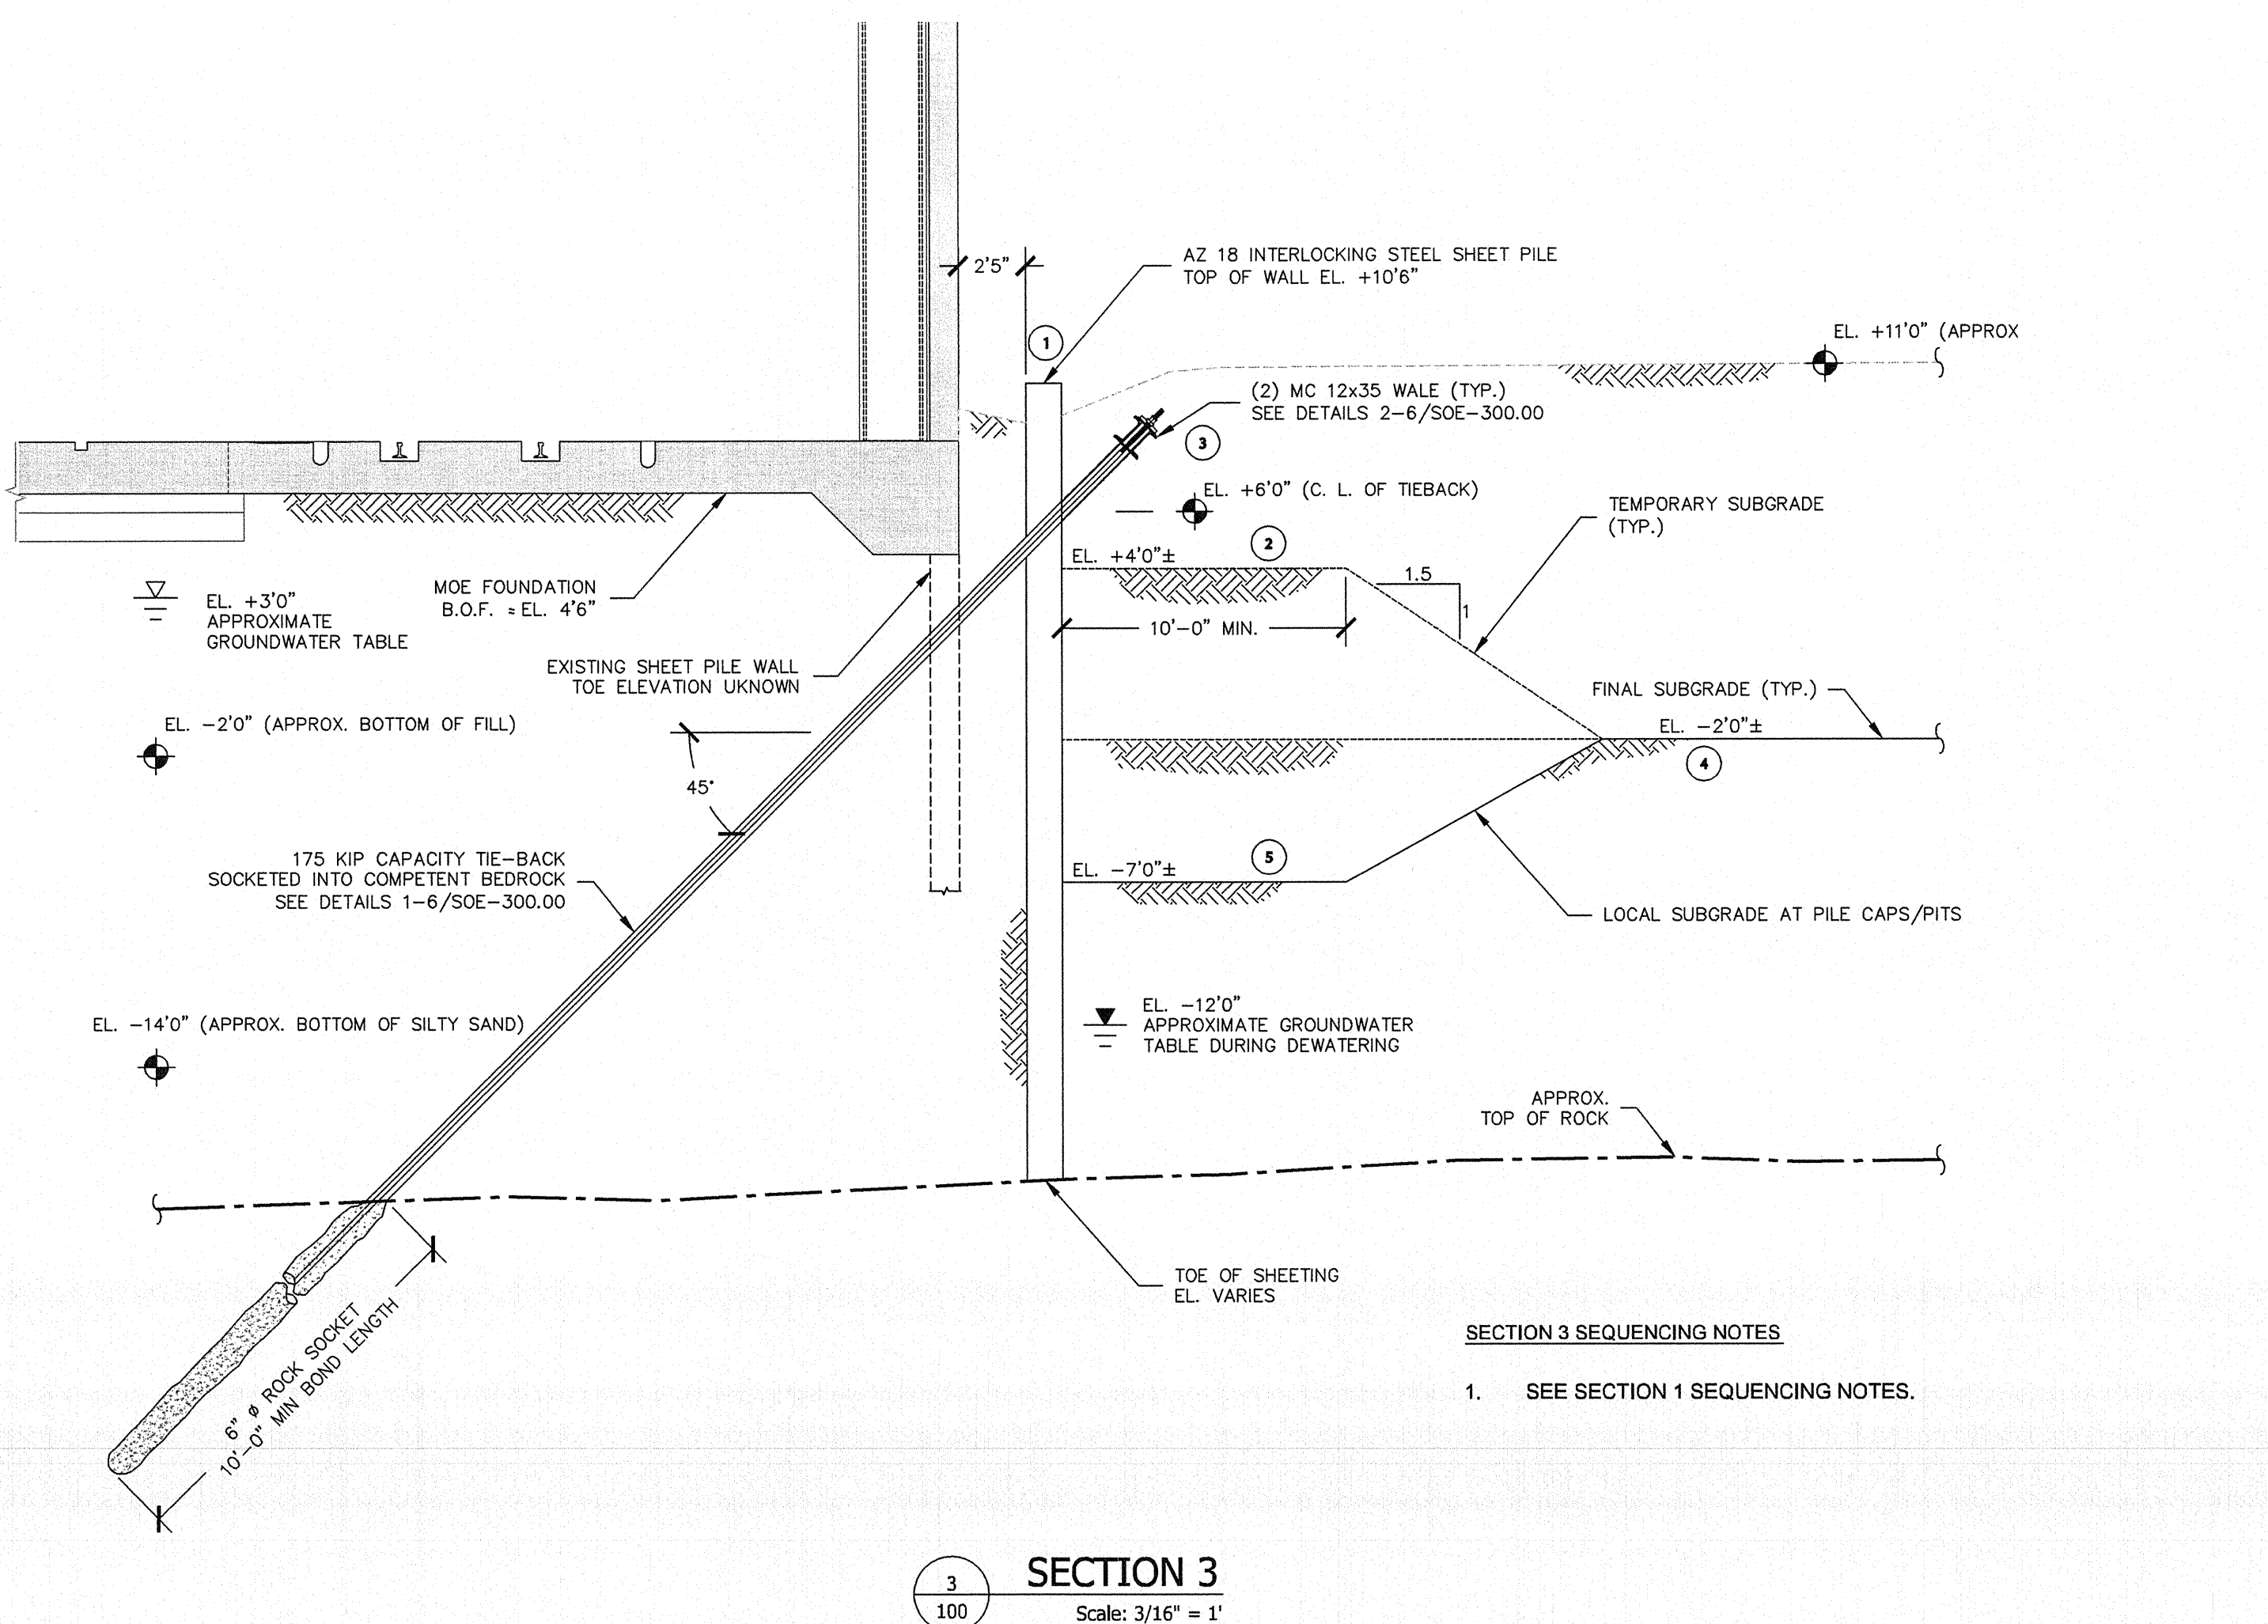 2'5"
AZ 18 INTERLOCKING STEEL SHEET PILE
TOP OF WALL EL. +10'6"
1
EL. +11'0" (APPROX
(2) MC 12x35 WALE (TYP.)
SEE DETAILS 2-6/SOE-300.00
3
EL. +6'0" (C. L. OF TIEBACK)
TEMPORARY SUBGRADE
(TYP.)
EL. +4'0"±
2
1.5
1
10'-0" MIN.
MOE FOUNDATION
B.O.F. ≈ EL. 4'6"
EL. +3'0"
APPROXIMATE
GROUNDWATER TABLE
EXISTING SHEET PILE WALL
TOE ELEVATION UKNOWN
FINAL SUBGRADE (TYP.)
EL. -2'0" (APPROX. BOTTOM OF FILL)
EL. -2'0"±
4
45°
175 KIP CAPACITY TIE-BACK
SOCKETED INTO COMPETENT BEDROCK
SEE DETAILS 1-6/SOE-300.00
EL. -7'0"±
5
LOCAL SUBGRADE AT PILE CAPS/PITS
EL. -14'0" (APPROX. BOTTOM OF SILTY SAND)
EL. -12'0"
APPROXIMATE GROUNDWATER
TABLE DURING DEWATERING
APPROX.
TOP OF ROCK
TOE OF SHEETING
EL. VARIES
6" ø ROCK SOCKET
10'-0" MIN BOND LENGTH
SECTION 3 SEQUENCING NOTES
1. SEE SECTION 1 SEQUENCING NOTES.
3
100
SECTION 3
Scale: 3/16" = 1'